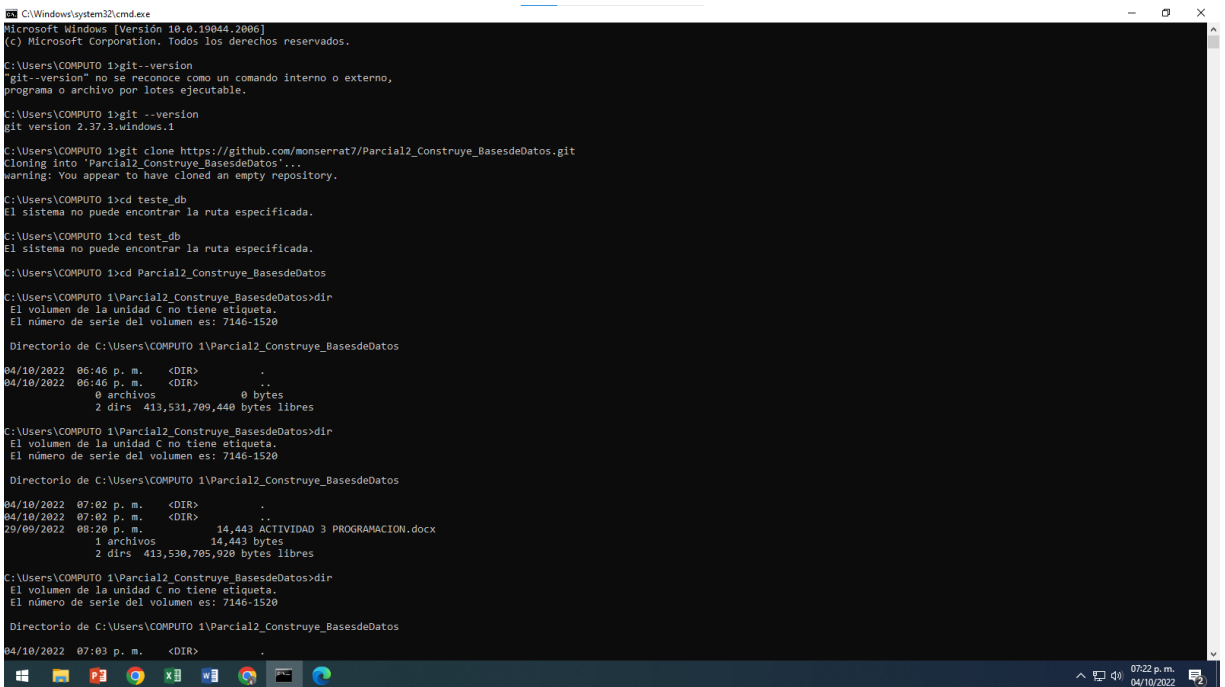 C:\Windows\system32\cmd.exe
Microsoft Windows [Versión 10.0.19044.2006]
(c) Microsoft Corporation. Todos los derechos reservados.
C:\Users\COMPUTO 1>git--version
"git--version" no se reconoce como un comando interno o externo,
programa o archivo por lotes ejecutable.
C:\Users\COMPUTO 1>git --version
git version 2.37.3.windows.1
C:\Users\COMPUTO 1>git clone https://github.com/monserrat7/Parcial2_Construye_BasesdeDatos.git
Cloning into 'Parcial2_Construye_BasesdeDatos'...
warning: You appear to have cloned an empty repository.
C:\Users\COMPUTO 1>cd teste_db
El sistema no puede encontrar la ruta especificada.
C:\Users\COMPUTO 1>cd test_db
El sistema no puede encontrar la ruta especificada.
C:\Users\COMPUTO 1>cd Parcial2_Construye_BasesdeDatos
C:\Users\COMPUTO 1\Parcial2_Construye_BasesdeDatos>dir
El volumen de la unidad C no tiene etiqueta.
El número de serie del volumen es: 7146-1520
Directorio de C:\Users\COMPUTO 1\Parcial2_Construye_BasesdeDatos
04/10/2022  06:46 p. m.    <DIR>          .
04/10/2022  06:46 p. m.    <DIR>          ..
0 archivos              0 bytes
2 dirs  413,531,709,440 bytes libres
C:\Users\COMPUTO 1\Parcial2_Construye_BasesdeDatos>dir
El volumen de la unidad C no tiene etiqueta.
El número de serie del volumen es: 7146-1520
Directorio de C:\Users\COMPUTO 1\Parcial2_Construye_BasesdeDatos
04/10/2022  07:02 p. m.    <DIR>          .
04/10/2022  07:02 p. m.    <DIR>          ..
29/09/2022  08:20 p. m.            14,443 ACTIVIDAD 3 PROGRAMACION.docx
1 archivos         14,443 bytes
2 dirs  413,530,705,920 bytes libres
C:\Users\COMPUTO 1\Parcial2_Construye_BasesdeDatos>dir
El volumen de la unidad C no tiene etiqueta.
El número de serie del volumen es: 7146-1520
Directorio de C:\Users\COMPUTO 1\Parcial2_Construye_BasesdeDatos
04/10/2022  07:03 p. m.    <DIR>          .
07:22 p. m.
04/10/2022
2